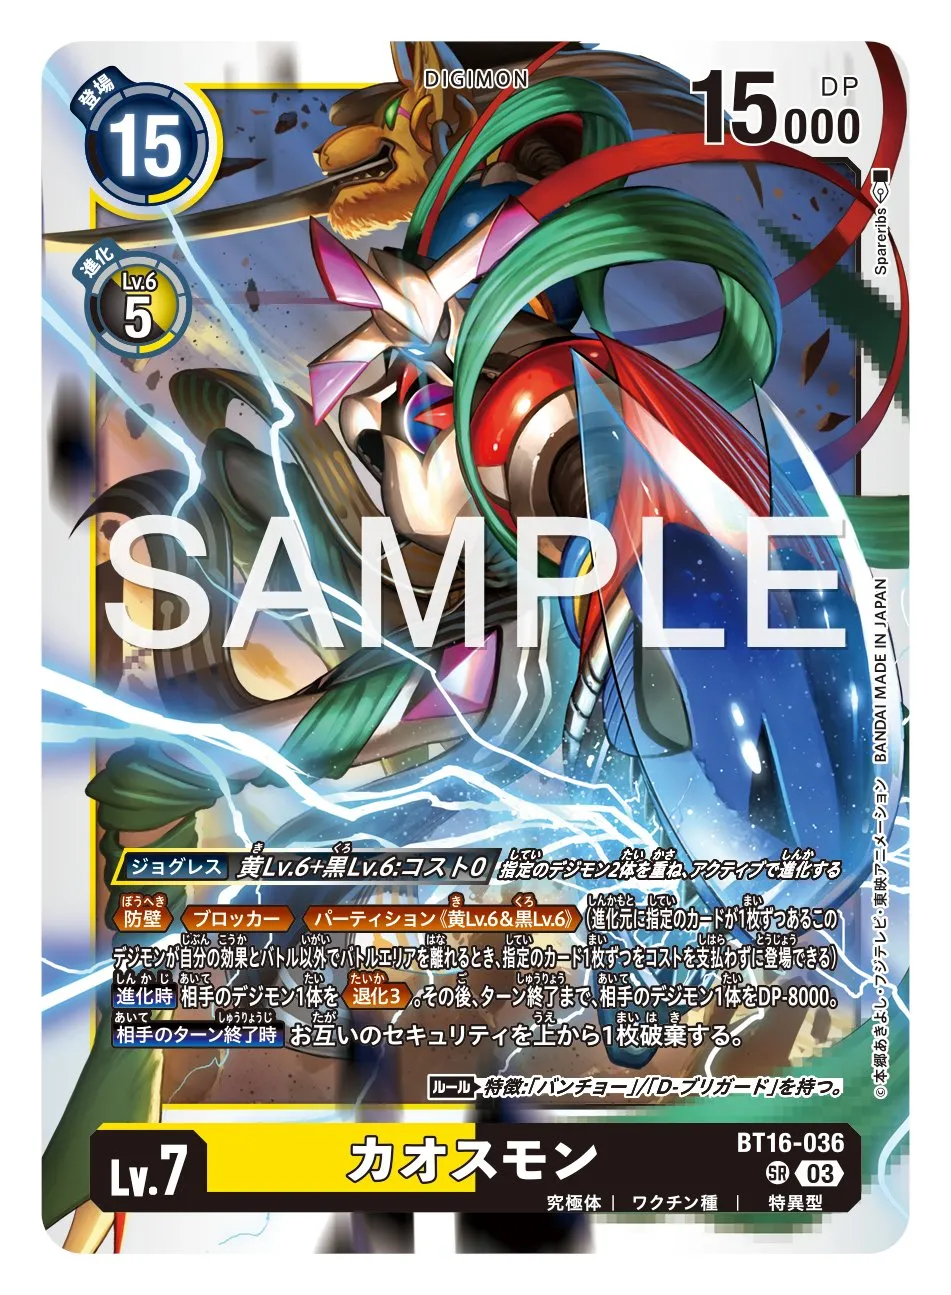 DIGIMON
登場
15
15000
DP
進化
Lv.6
5
Spareribs
SAMPLE
BANDAI MADE IN JAPAN
©本郷あきよし・フジテレビ・東映アニメーション
ジョグレス 黄Lv.6+黒Lv.6:コスト0 指定のデジモン2体を重ね、アクティブで進化する
防壁 ブロッカー パーティション《黄Lv.6&黒Lv.6》(進化元に指定のカードが1枚ずつあるこの
デジモンが自分の効果とバトル以外でバトルエリアを離れるとき、指定のカード1枚ずつをコストを支払わずに登場できる)
進化時 相手のデジモン1体を 退化3 。その後、ターン終了まで、相手のデジモン1体をDP-8000。
相手のターン終了時 お互いのセキュリティを上から1枚破棄する。
ルール 特徴:「バンチョー」/「D-ブリガード」を持つ。
Lv.7
カオスモン
BT16-036
SR 03
究極体 | ワクチン種 | 特異型